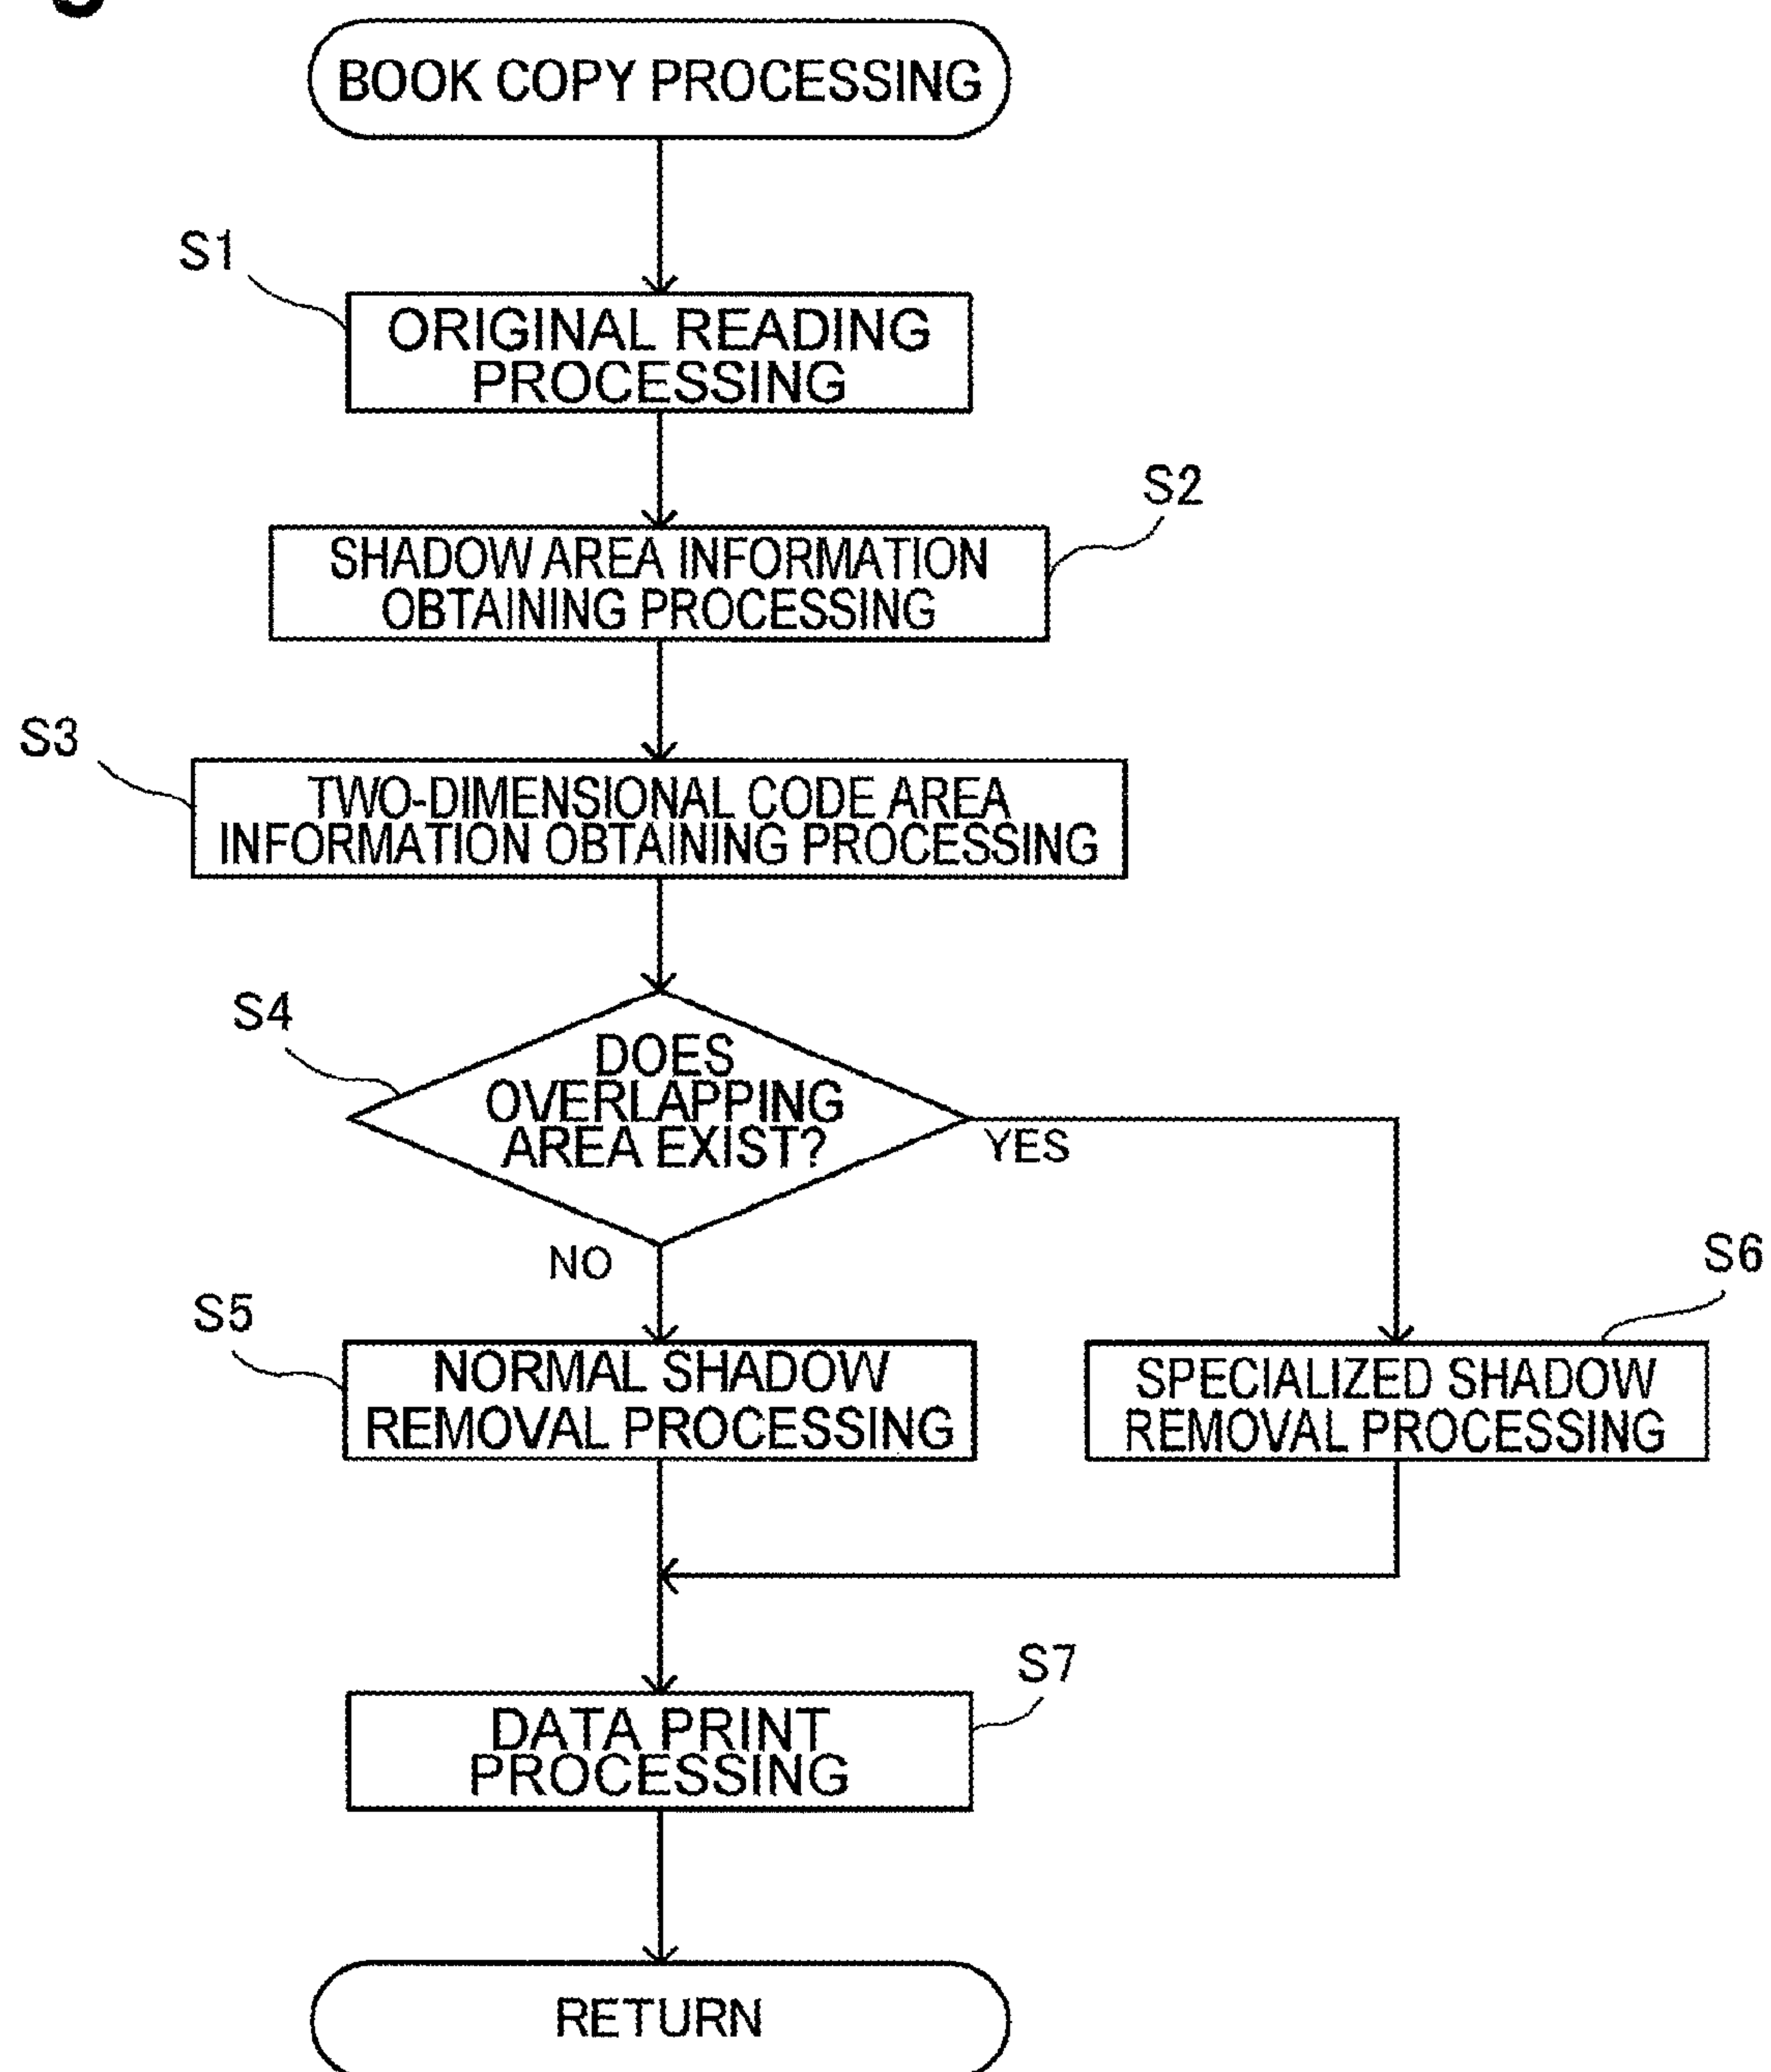 BOOK COPY PROCESSING
S1
ORIGINAL READING
PROCESSING
S2
SHADOW AREA INFORMATION
OBTAINING PROCESSING
S3
TWO-DIMENSIONAL CODE AREA
INFORMATION OBTAINING PROCESSING
S4
DOES
OVERLAPPING
AREA EXIST?
YES
NO
S5
NORMAL SHADOW
REMOVAL PROCESSING
S6
SPECIALIZED SHADOW
REMOVAL PROCESSING
S7
DATA PRINT
PROCESSING
RETURN